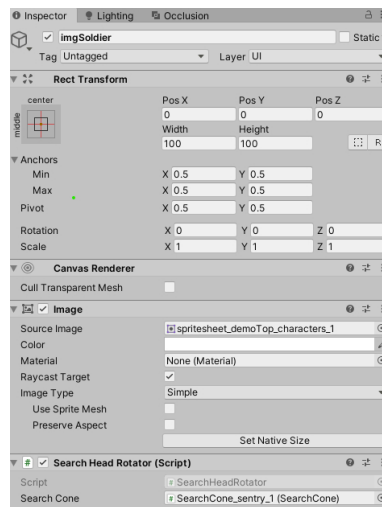 Inspector Lighting Occlusion
imgSoldier Static
Tag Untagged Layer UI
Rect Transform
center Pos X Pos Y Pos Z
middle 0 0 0
Width Height
100 100 R
Anchors
Min X 0.5 Y 0.5
Max X 0.5 Y 0.5
Pivot X 0.5 Y 0.5
Rotation X 0 Y 0 Z 0
Scale X 1 Y 1 Z 1
Canvas Renderer
Cull Transparent Mesh
Image
Source Image spritesheet_demoTop_characters_1
Color
Material None (Material)
Raycast Target
Image Type Simple
Use Sprite Mesh
Preserve Aspect
Set Native Size
# Search Head Rotator (Script)
Script # SearchHeadRotator
Search Cone # SearchCone_sentry_1 (SearchCone)